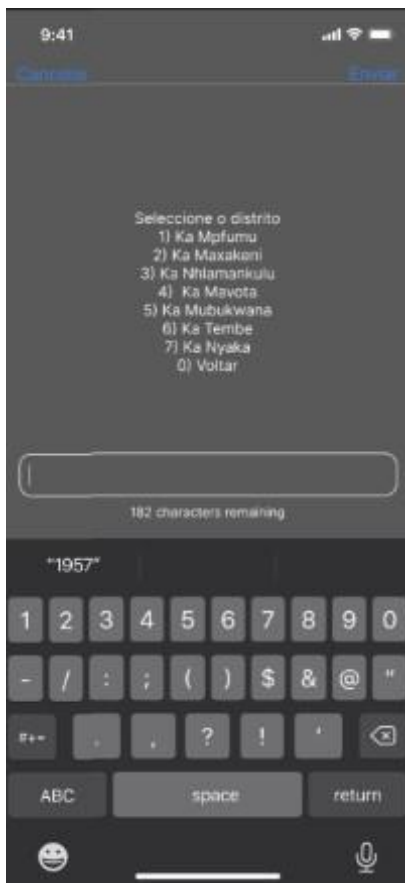 9:41
Cancelar Enviar
Seleccione o distrito
1) Ka Mpfumu
2) Ka Maxakeni
3) Ka Nhlamankulu
4) Ka Mavota
5) Ka Mubukwana
6) Ka Tembe
7) Ka Nyaka
0) Voltar
182 characters remaining
"1957"
1 2 3 4 5 6 7 8 9 0
- / : ; ( ) $ & @ "
#+= . , ? ! '
ABC space return